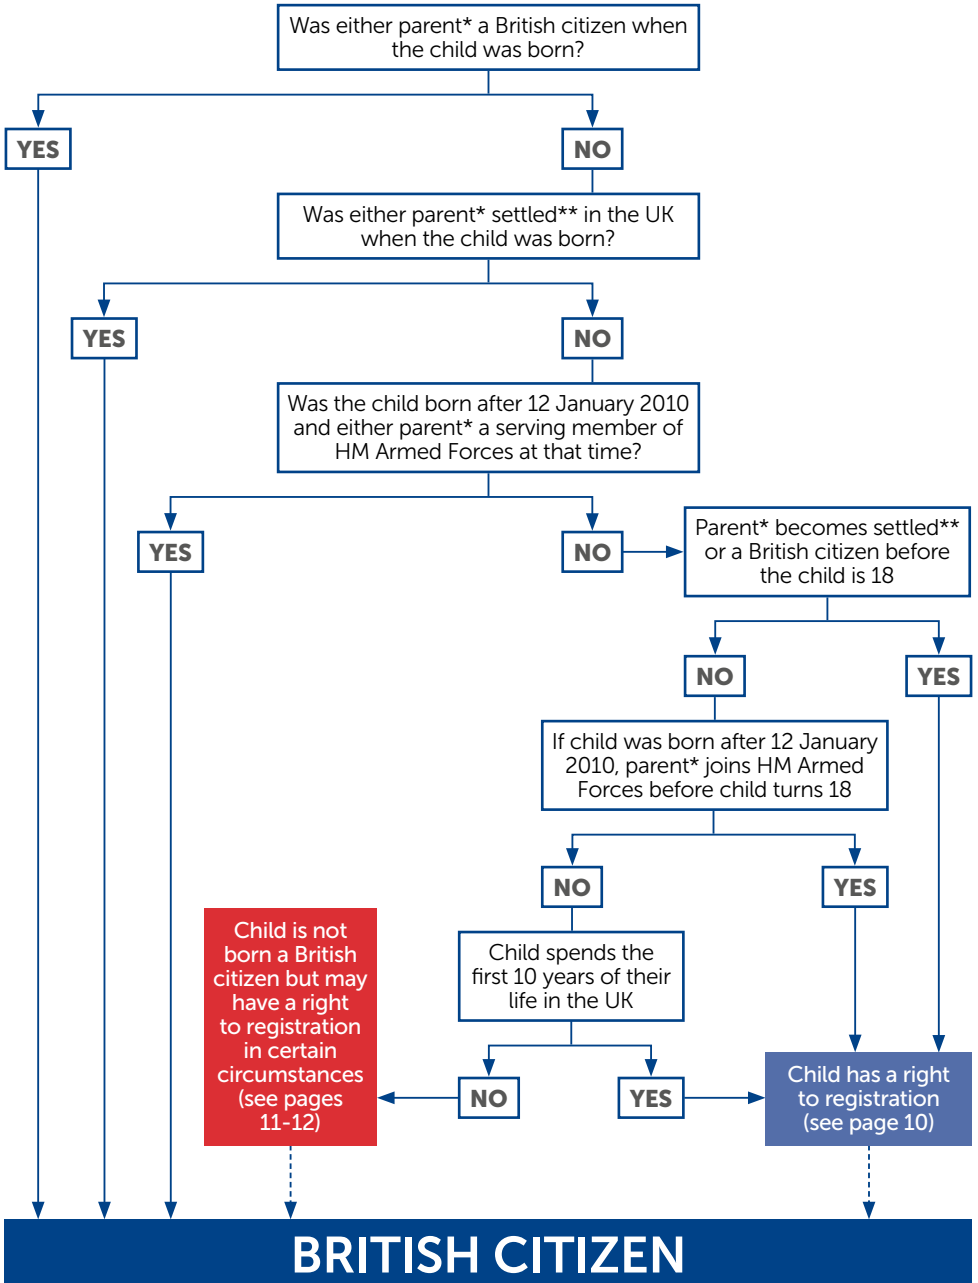 Was either parent* a British citizen when
the child was born?
YES
NO
Was either parent* settled** in the UK
when the child was born?
YES
NO
Was the child born after 12 January 2010
and either parent* a serving member of
HM Armed Forces at that time?
YES
NO
Parent* becomes settled**
or a British citizen before
the child is 18
NO
YES
If child was born after 12 January
2010, parent* joins HM Armed
Forces before child turns 18
NO
YES
Child spends the
first 10 years of their
life in the UK
NO
YES
Child is not
born a British
citizen but may
have a right
to registration
in certain
circumstances
(see pages
11-12)
Child has a right
to registration
(see page 10)
BRITISH CITIZEN